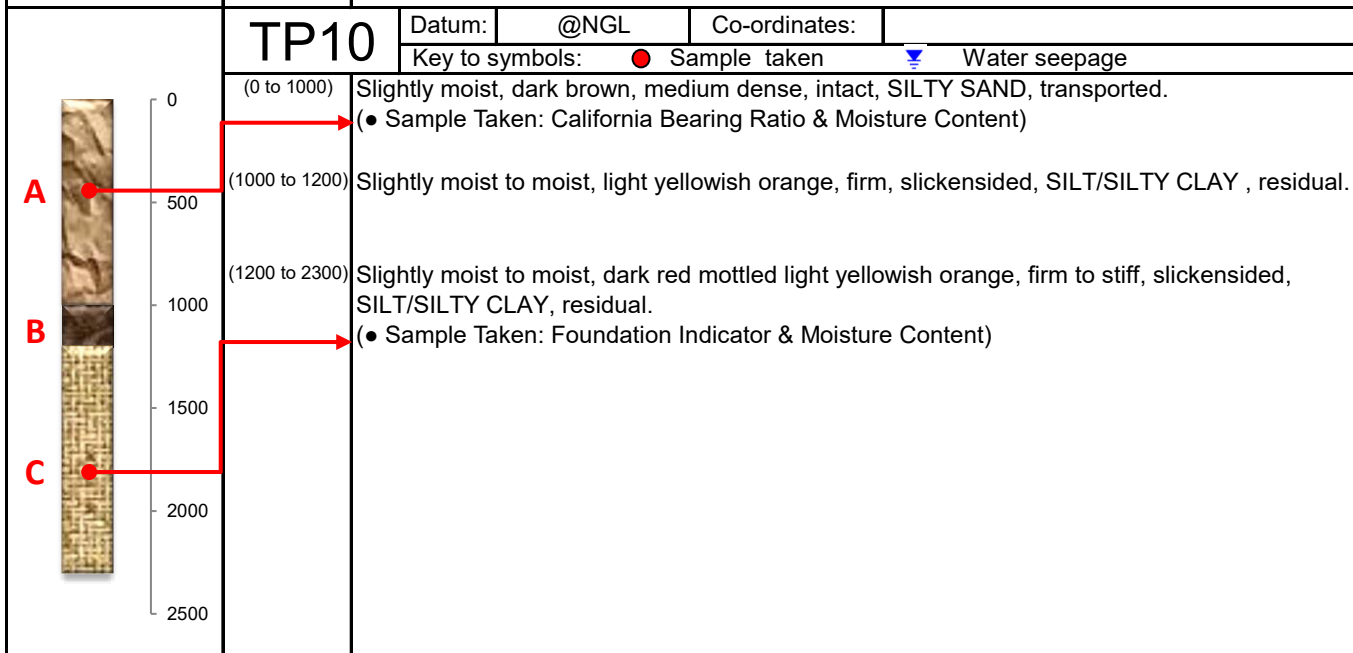 TP10
Datum: @NGL Co-ordinates:
Key to symbols: Sample taken Water seepage
(0 to 1000) Slightly moist, dark brown, medium dense, intact, SILTY SAND, transported.
(● Sample Taken: California Bearing Ratio & Moisture Content)
(1000 to 1200) Slightly moist to moist, light yellowish orange, firm, slickensided, SILT/SILTY CLAY , residual.
(1200 to 2300) Slightly moist to moist, dark red mottled light yellowish orange, firm to stiff, slickensided,
SILT/SILTY CLAY, residual.
(● Sample Taken: Foundation Indicator & Moisture Content)
A
B
C
0
500
1000
1500
2000
2500